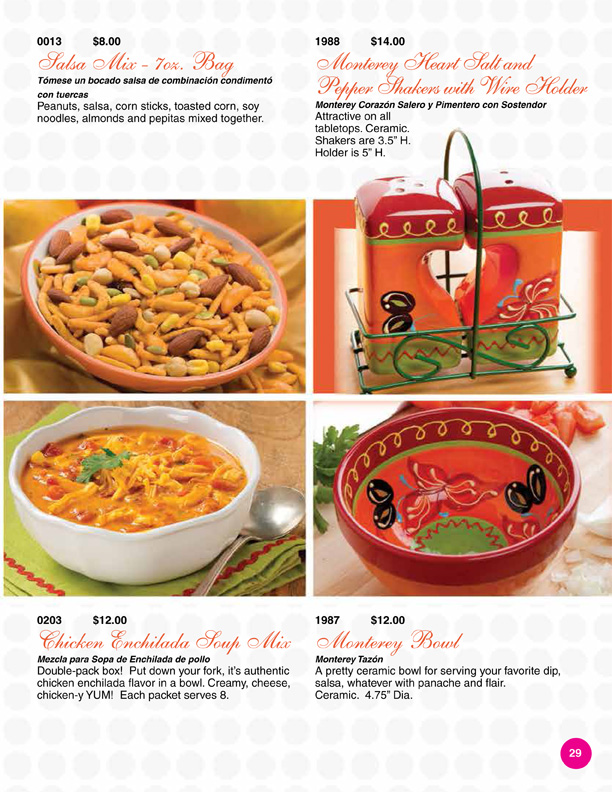 0013 $8.00
Salsa Mix - 7oz. Bag
Tómese un bocado salsa de combinación condimentó
con tuercas
Peanuts, salsa, corn sticks, toasted corn, soy
noodles, almonds and pepitas mixed together.
1988 $14.00
Monterey Heart Salt and
Pepper Shakers with Wire Holder
Monterey Corazón Salero y Pimentero con Sostendor
Attractive on all
tabletops. Ceramic.
Shakers are 3.5" H.
Holder is 5" H.
0203 $12.00
Chicken Enchilada Soup Mix
Mezcla para Sopa de Enchilada de pollo
Double-pack box! Put down your fork, it's authentic
chicken enchilada flavor in a bowl. Creamy, cheese,
chicken-y YUM! Each packet serves 8.
1987 $12.00
Monterey Bowl
Monterey Tazón
A pretty ceramic bowl for serving your favorite dip,
salsa, whatever with panache and flair.
Ceramic. 4.75" Dia.
29